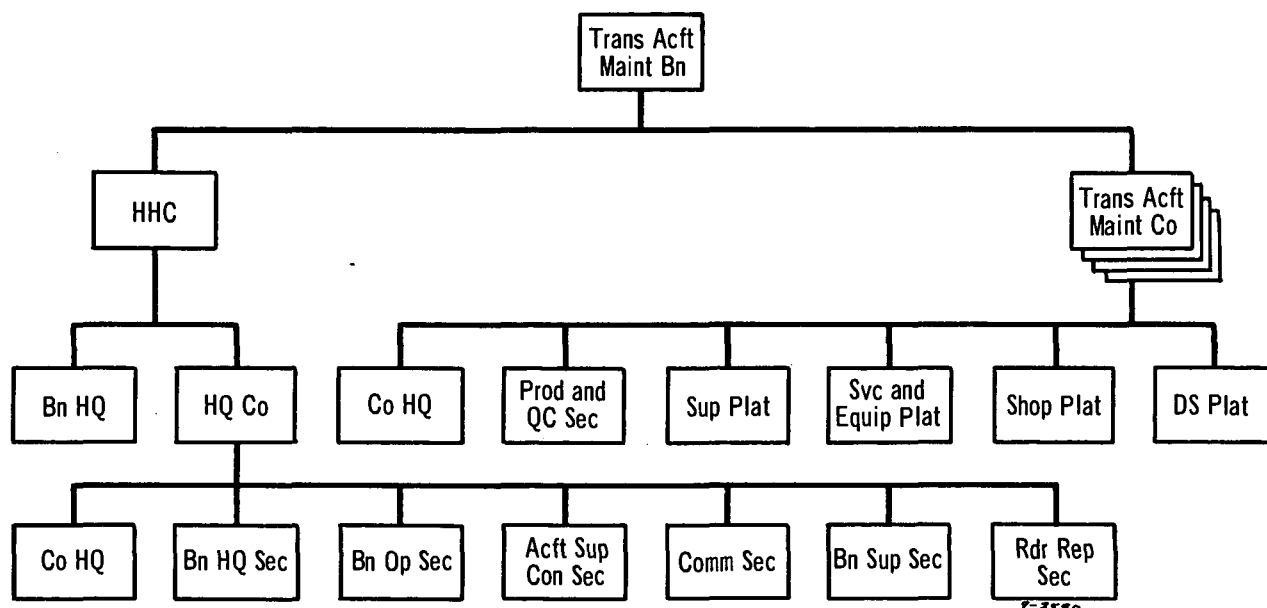 Trans Acft
Maint Bn
HHC
Trans Acft
Maint Co
Bn HQ
HQ Co
Co HQ
Prod and
QC Sec
Sup Plat
Svc and
Equip Plat
Shop Plat
DS Plat
Co HQ
Bn HQ Sec
Bn Op Sec
Acft Sup
Con Sec
Comm Sec
Bn Sup Sec
Rdr Rep
Sec